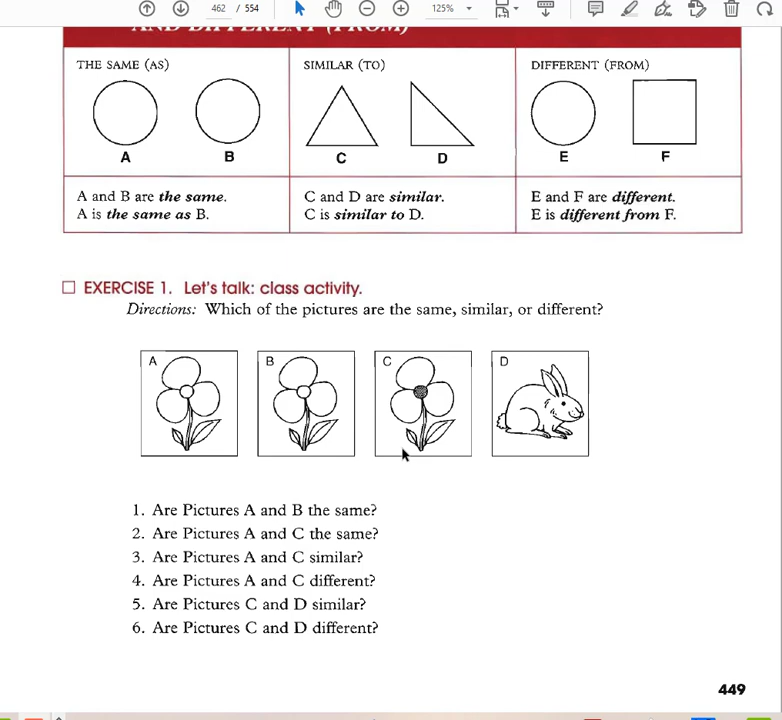 462 / 554
125%
AND DIFFERENT (FROM)
THE SAME (AS)
SIMILAR (TO)
DIFFERENT (FROM)
A
B
C
D
E
F
A and B are the same.
A is the same as B.
C and D are similar.
C is similar to D.
E and F are different.
E is different from F.
EXERCISE 1. Let's talk: class activity.
Directions: Which of the pictures are the same, similar, or different?
A
B
C
D
1. Are Pictures A and B the same?
2. Are Pictures A and C the same?
3. Are Pictures A and C similar?
4. Are Pictures A and C different?
5. Are Pictures C and D similar?
6. Are Pictures C and D different?
449